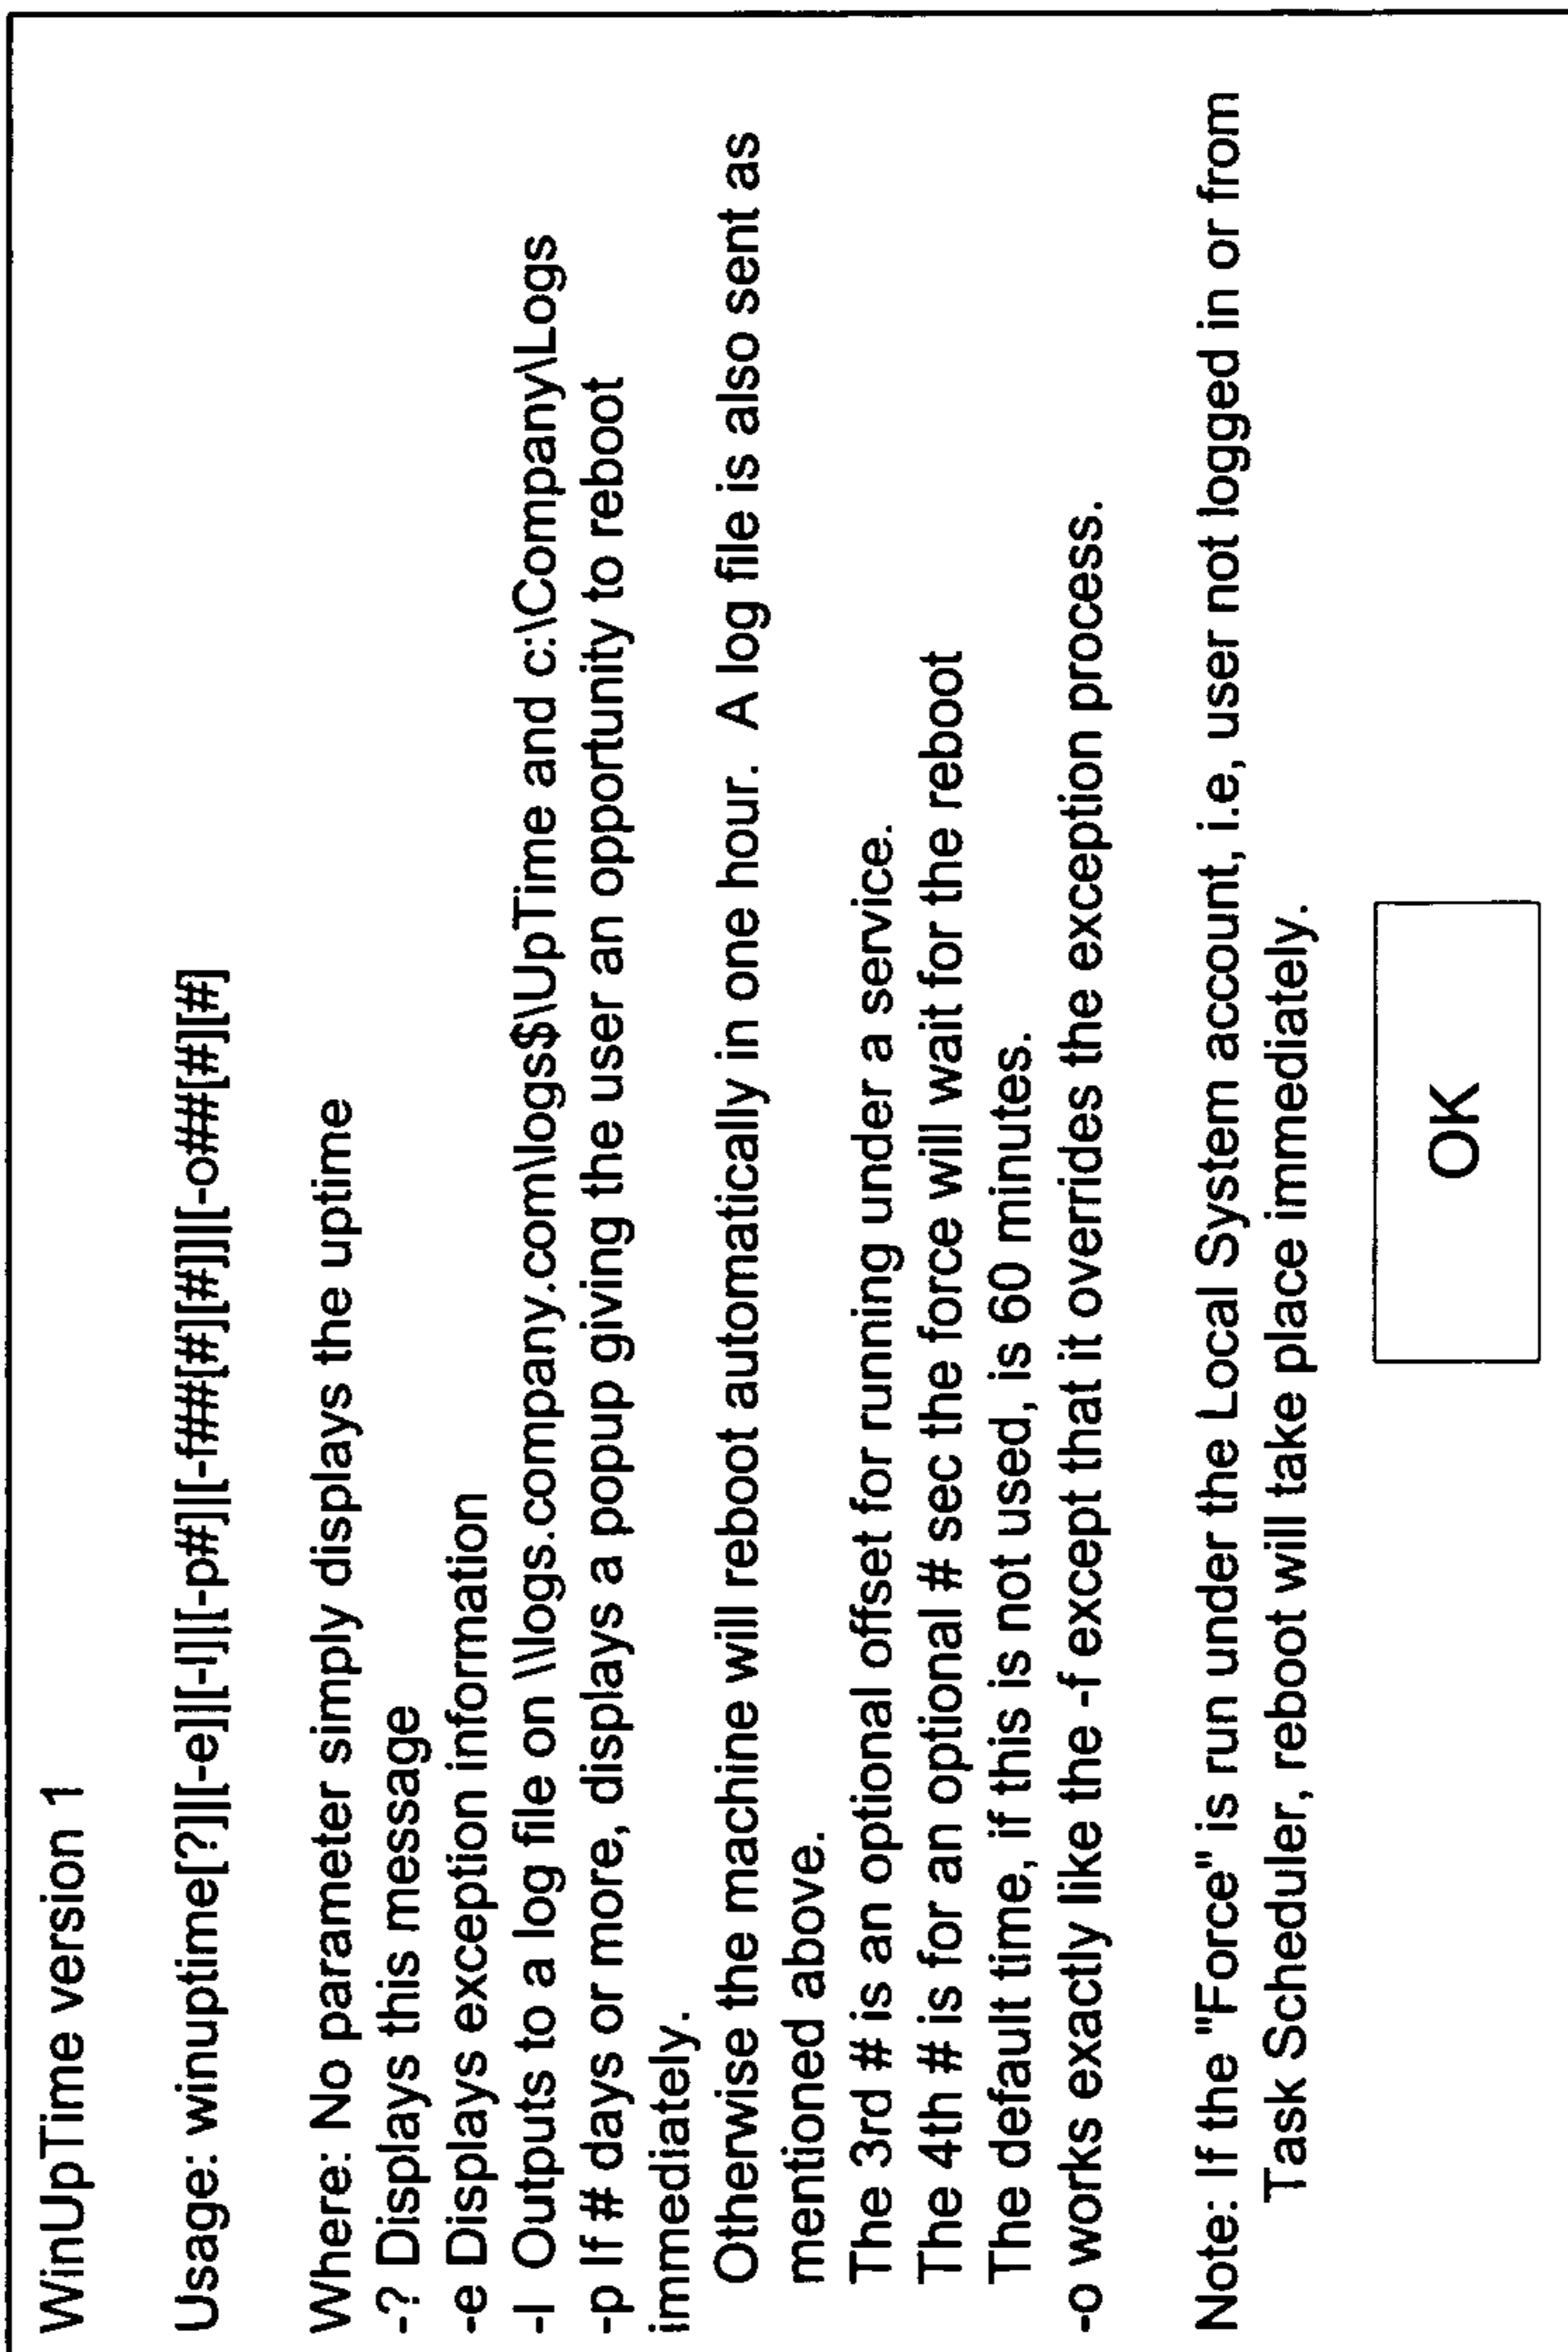 WinUpTime version 1
Usage: winuptime[?]|[-e]|[-l]|[-p#]|[-f##[#][#]]|[-o##[#][#]
Where: No parameter simply displays the uptime
-? Displays this message
-e Displays exception information
-l Outputs to a log file on \\logs.company.com\logs$\UpTime and c:\Company\Logs
-p If # days or more, displays a popup giving the user an opportunity to reboot
immediately.
Otherwise the machine will reboot automatically in one hour. A log file is also sent as
mentioned above.
The 3rd # is an optional offset for running under a service.
The 4th # is for an optional # sec the force will wait for the reboot
The default time, if this is not used, is 60 minutes.
-o works exactly like the -f except that it overrides the exception process.
Note: If the "Force" is run under the Local System account, i.e, user not logged in or from
Task Scheduler, reboot will take place immediately.
OK